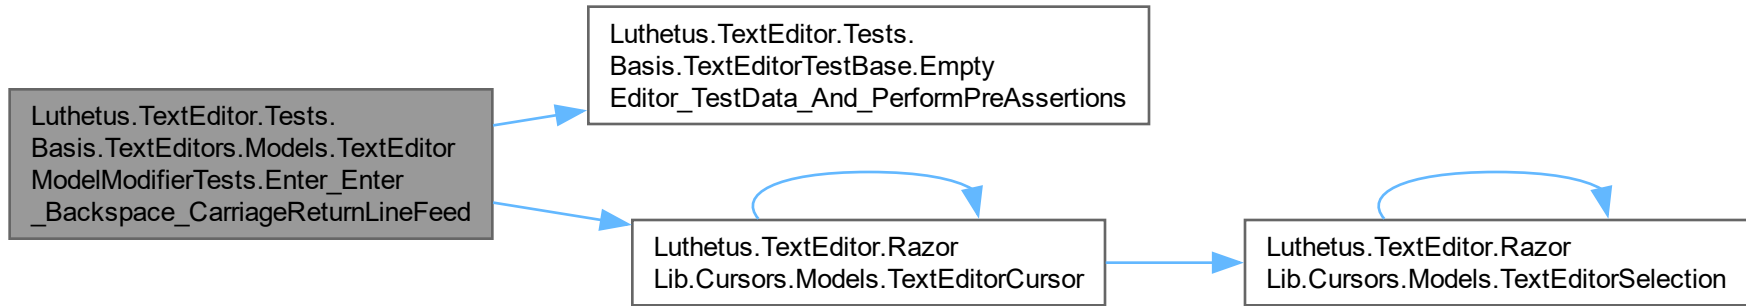 Luthetus.TextEditor.Tests.
Basis.TextEditorTestBase.Empty
Editor_TestData_And_PerformPreAssertions
Luthetus.TextEditor.Tests.
Basis.TextEditors.Models.TextEditor
ModelModifierTests.Enter_Enter
_Backspace_CarriageReturnLineFeed
Luthetus.TextEditor.Razor
Lib.Cursors.Models.TextEditorCursor
Luthetus.TextEditor.Razor
Lib.Cursors.Models.TextEditorSelection